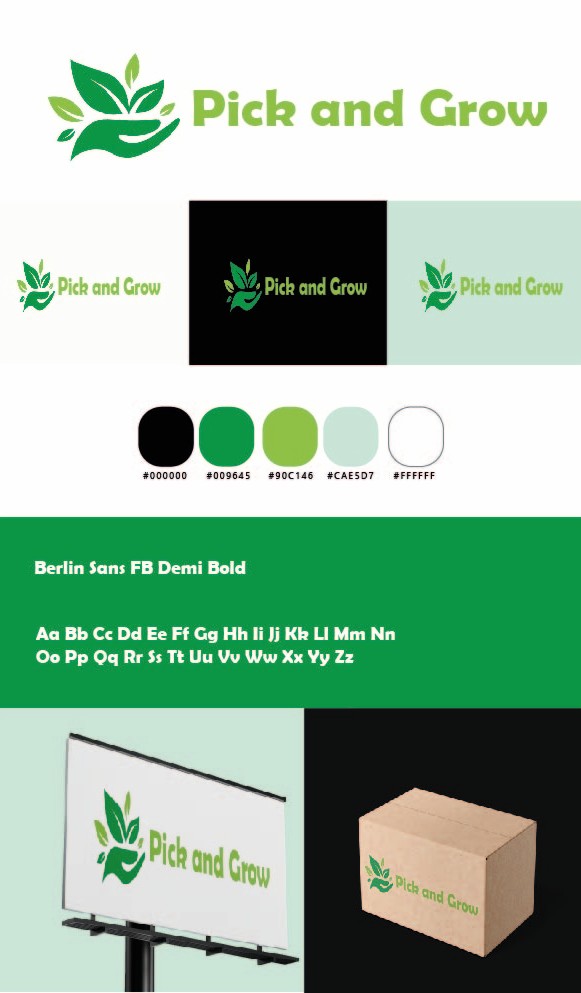 Pick and Grow
Pick and Grow
Pick and Grow
Pick and Grow
#000000
#009645
#90C146
#CAE5D7
#FFFFFF
Berlin Sans FB Demi Bold
Aa Bb Cc Dd Ee Ff Gg Hh Ii Jj Kk Ll Mm Nn
Oo Pp Qq Rr Ss Tt Uu Vv Ww Xx Yy Zz
Pick and Grow
Pick and Grow